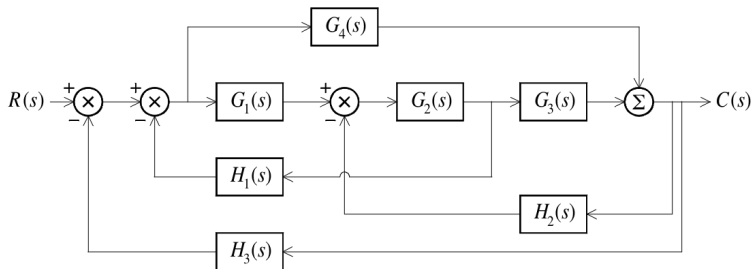 G₄(s)
R(s) + − × + − × G₁(s) + − × G₂(s) G₃(s) Σ C(s)
H₁(s)
H₂(s)
H₃(s)